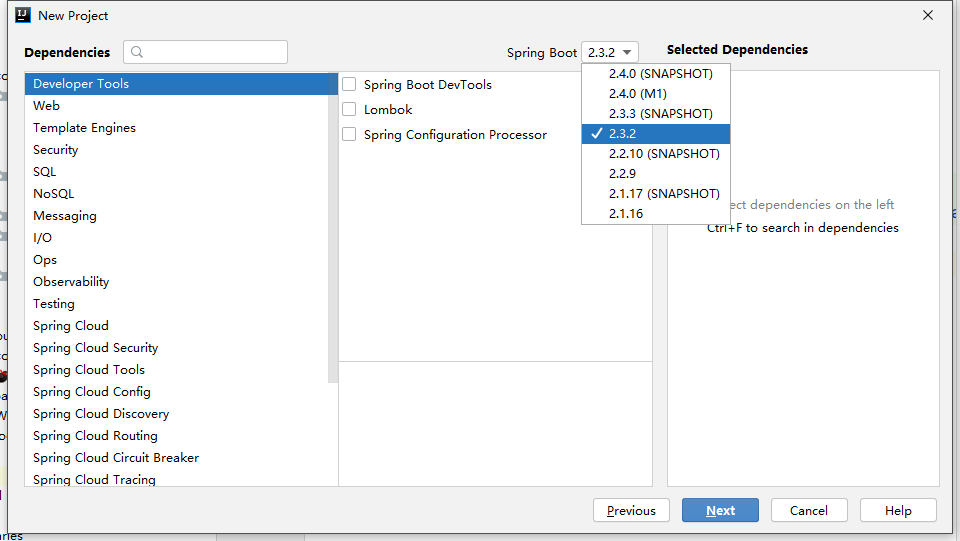 New Project
Dependencies
Spring Boot 2.3.2
Selected Dependencies
Developer Tools
Web
Template Engines
Security
SQL
NoSQL
Messaging
I/O
Ops
Observability
Testing
Spring Cloud
Spring Cloud Security
Spring Cloud Tools
Spring Cloud Config
Spring Cloud Discovery
Spring Cloud Routing
Spring Cloud Circuit Breaker
Spring Cloud Tracing
Spring Boot DevTools
Lombok
Spring Configuration Processor
2.4.0 (SNAPSHOT)
2.4.0 (M1)
2.3.3 (SNAPSHOT)
2.3.2
2.2.10 (SNAPSHOT)
2.2.9
2.1.17 (SNAPSHOT)
2.1.16
dependencies on the left
Ctrl+F to search in dependencies
Previous
Next
Cancel
Help